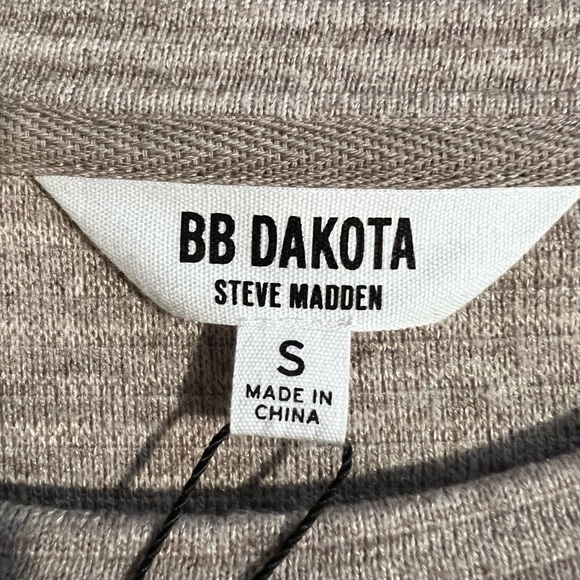 BB DAKOTA
STEVE MADDEN
S
MADE IN
CHINA